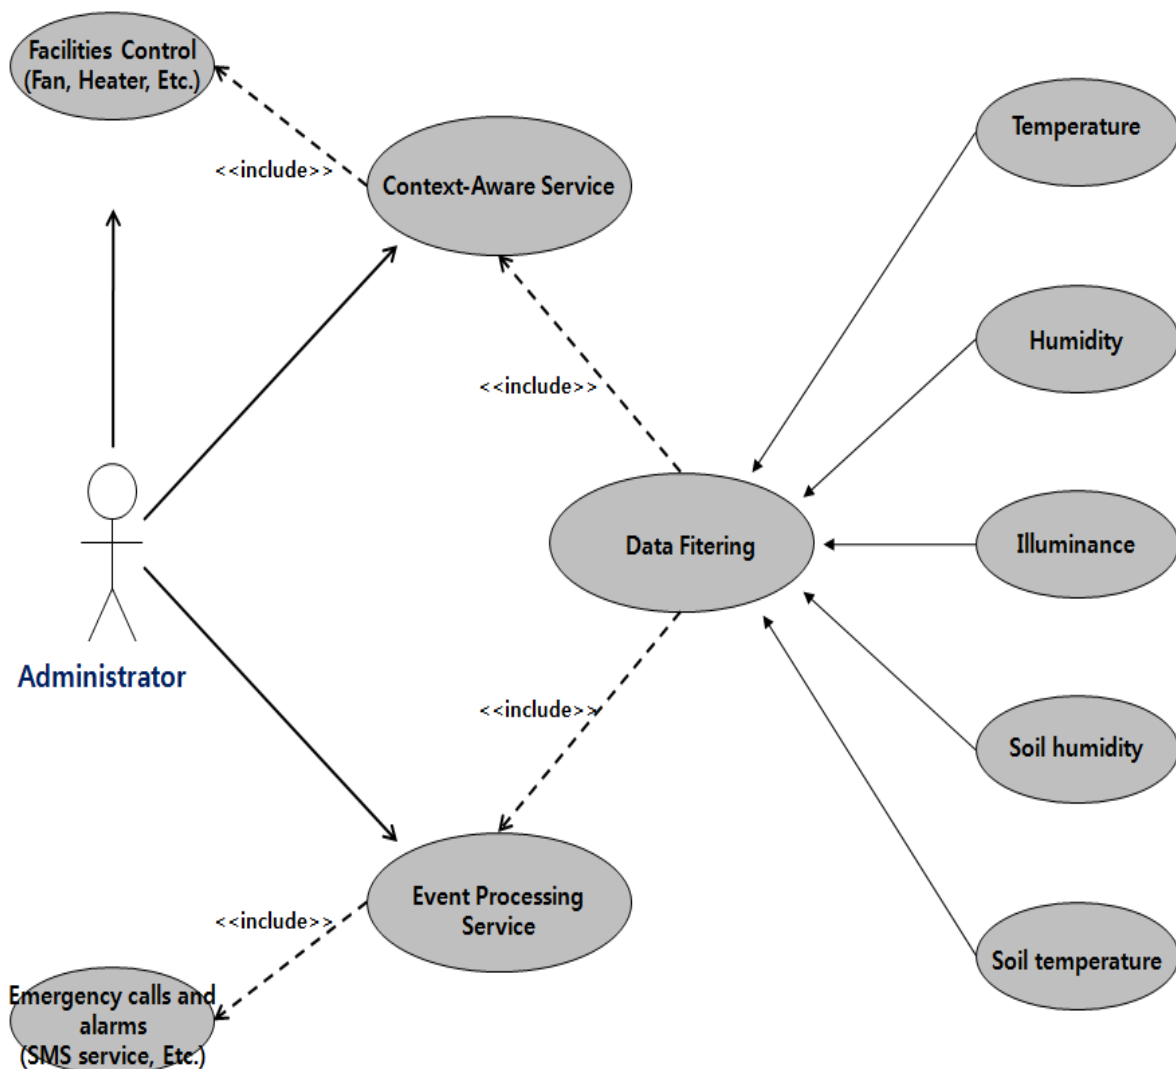 Facilities Control
(Fan, Heater, Etc.)
Temperature
<<include>>
Context-Aware Service
Humidity
<<include>>
Data Fitering
Illuminance
Administrator
<<include>>
Soil humidity
Event Processing
Service
<<include>>
Soil temperature
Emergency calls and
alarms
(SMS service, Etc.)